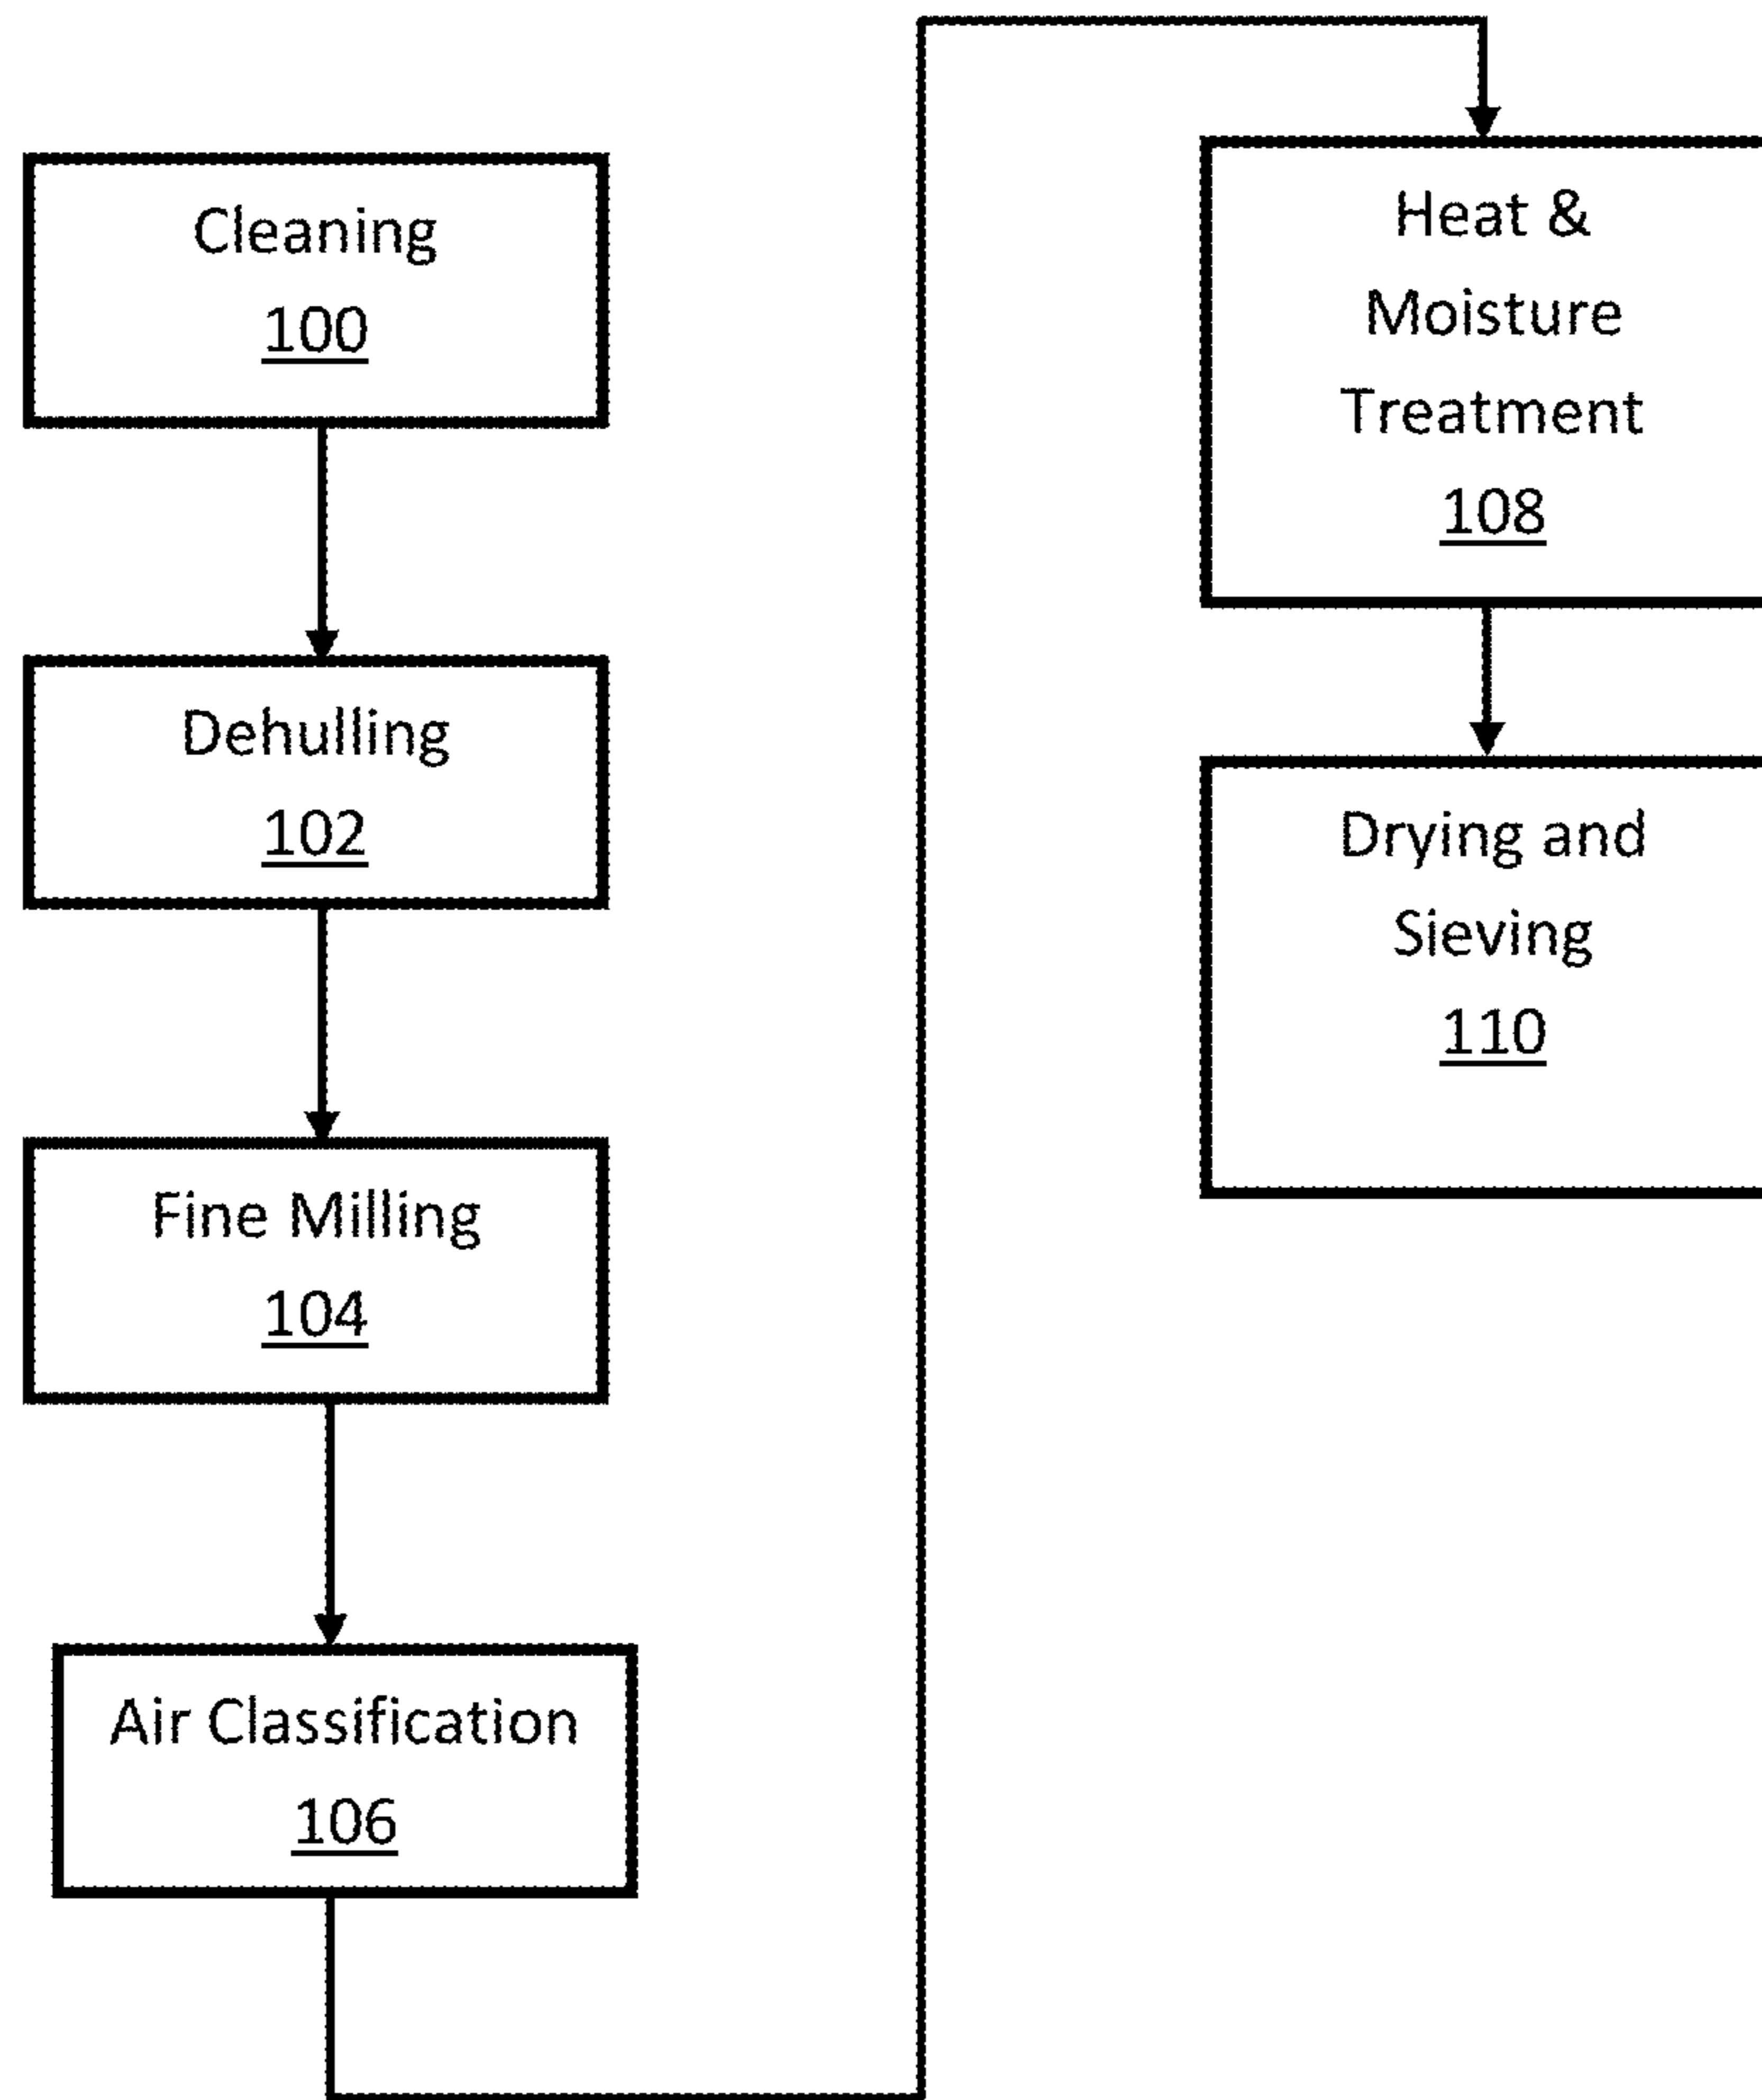 Cleaning
100
Dehulling
102
Fine Milling
104
Air Classification
106
Heat &
Moisture
Treatment
108
Drying and
Sieving
110